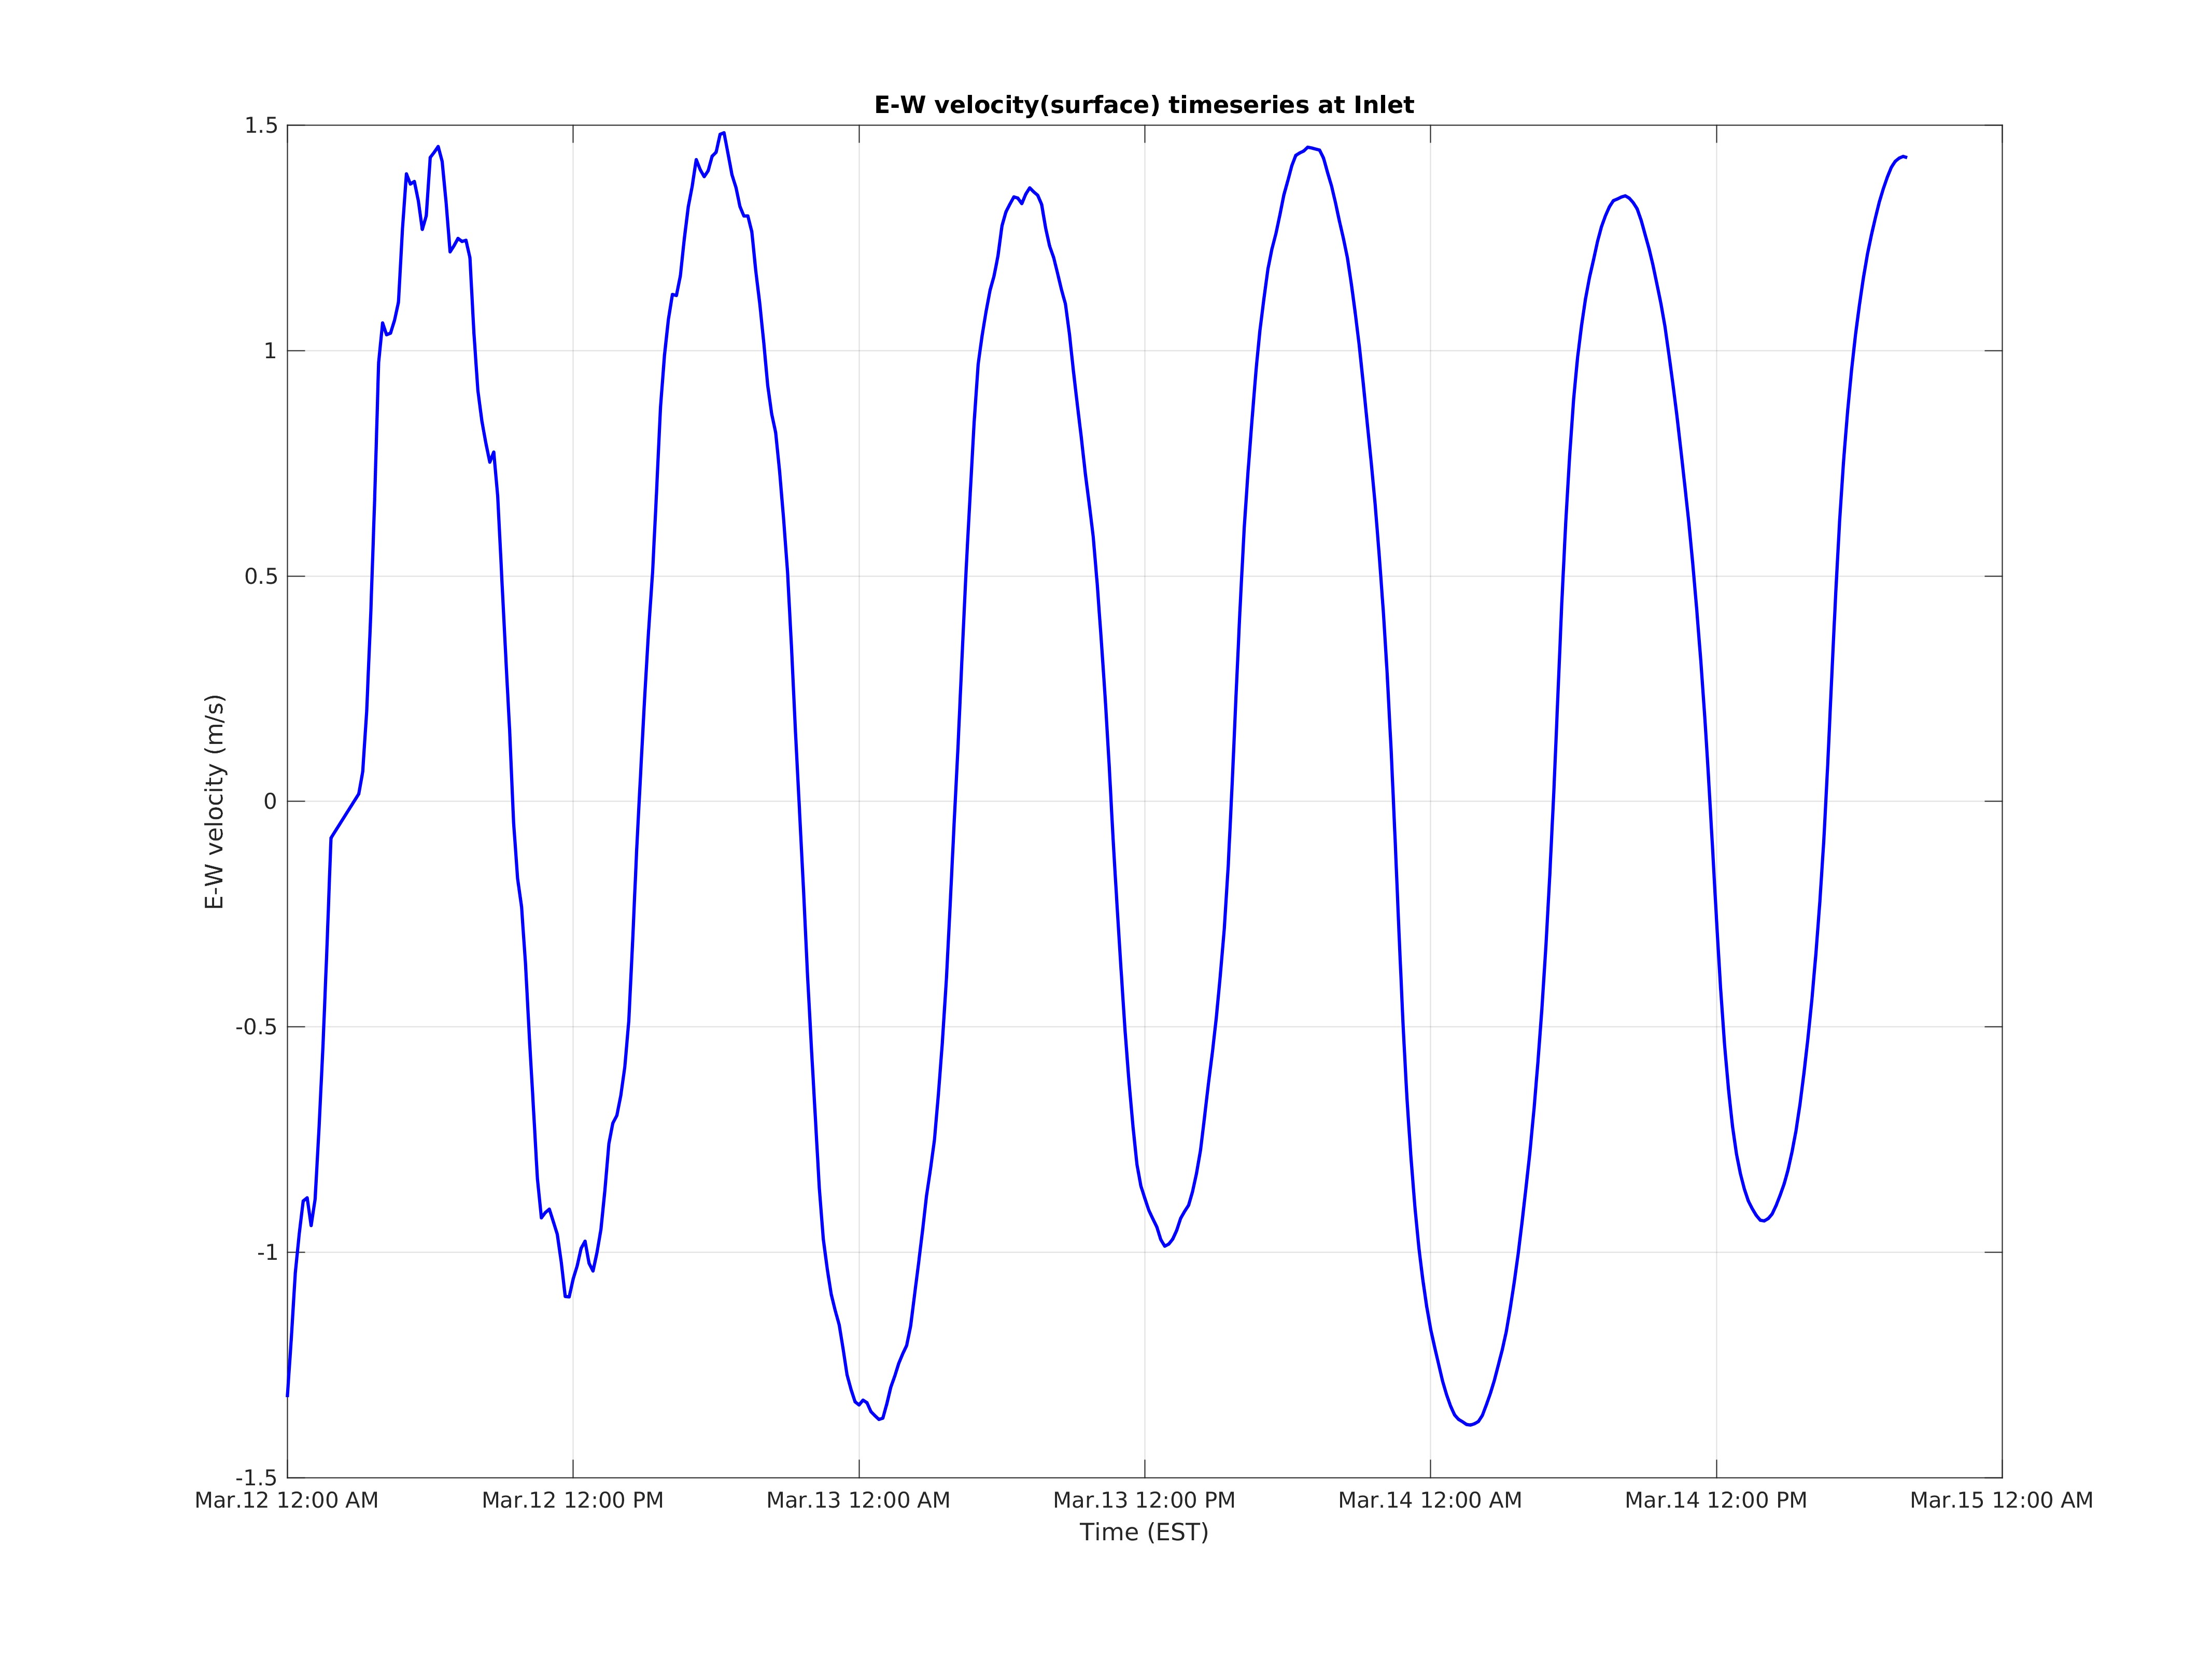 E-W velocity(surface) timeseries at Inlet
1.5
1
0.5
0
-0.5
-1
-1.5
E-W velocity (m/s)
Mar.12 12:00 AM
Mar.12 12:00 PM
Mar.13 12:00 AM
Mar.13 12:00 PM
Mar.14 12:00 AM
Mar.14 12:00 PM
Mar.15 12:00 AM
Time (EST)